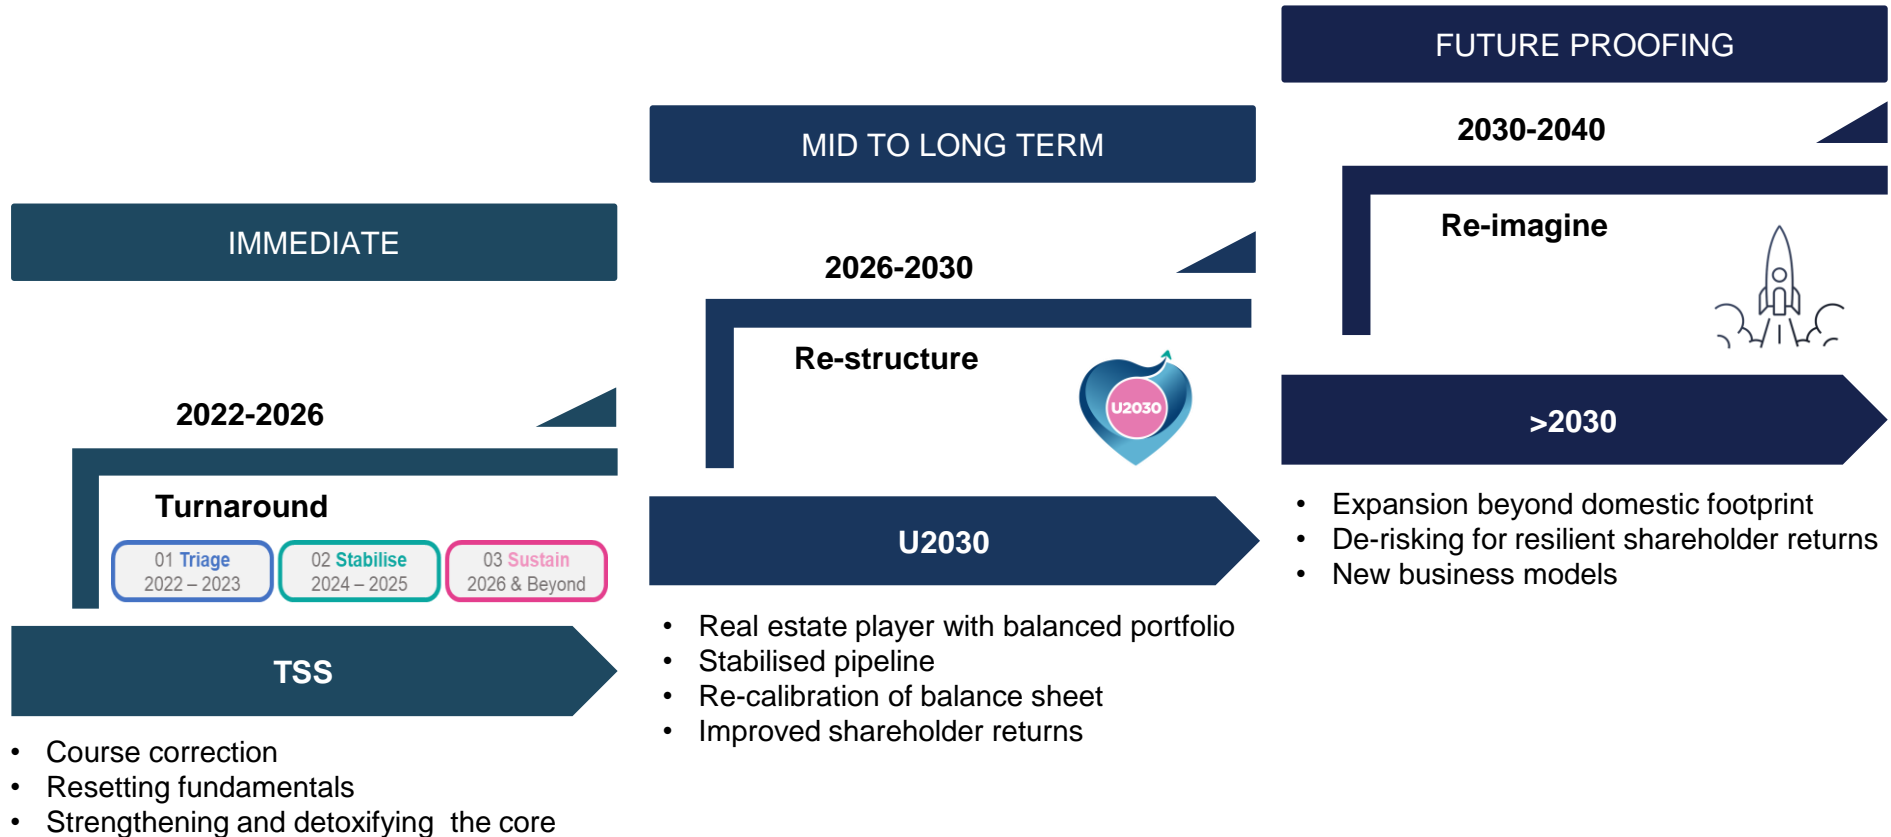 IMMEDIATE
2022-2026
Turnaround
01 Triage
2022 – 2023
02 Stabilise
2024 – 2025
03 Sustain
2026 & Beyond
TSS
• Course correction
• Resetting fundamentals
• Strengthening and detoxifying  the core
MID TO LONG TERM
2026-2030
Re-structure
U2030
U2030
• Real estate player with balanced portfolio
• Stabilised pipeline
• Re-calibration of balance sheet
• Improved shareholder returns
FUTURE PROOFING
2030-2040
Re-imagine
>2030
• Expansion beyond domestic footprint
• De-risking for resilient shareholder returns
• New business models